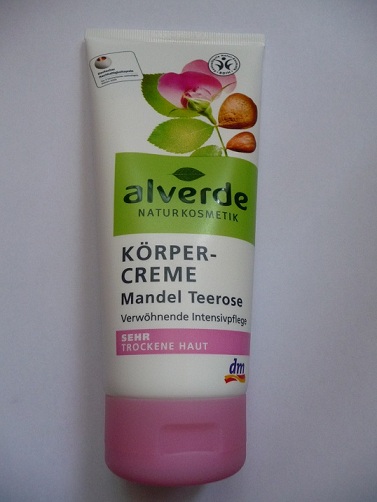 alverde
NATURKOSMETIK
KÖRPER-
CREME
Mandel Teerose
Verwöhnende Intensivpflege
SEHR
TROCKENE HAUT
dm